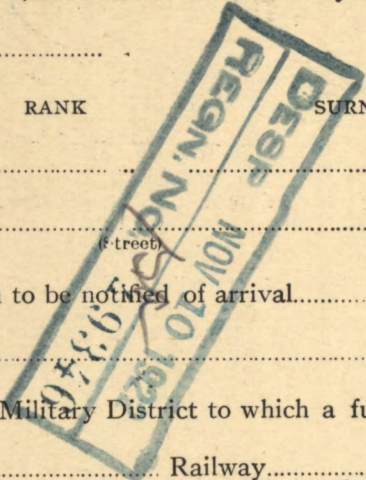 RANK SURN
(Street)
to be notified of arrival
Military District to which a fu
Railway
DESP NOV 10 192
REGN. No.